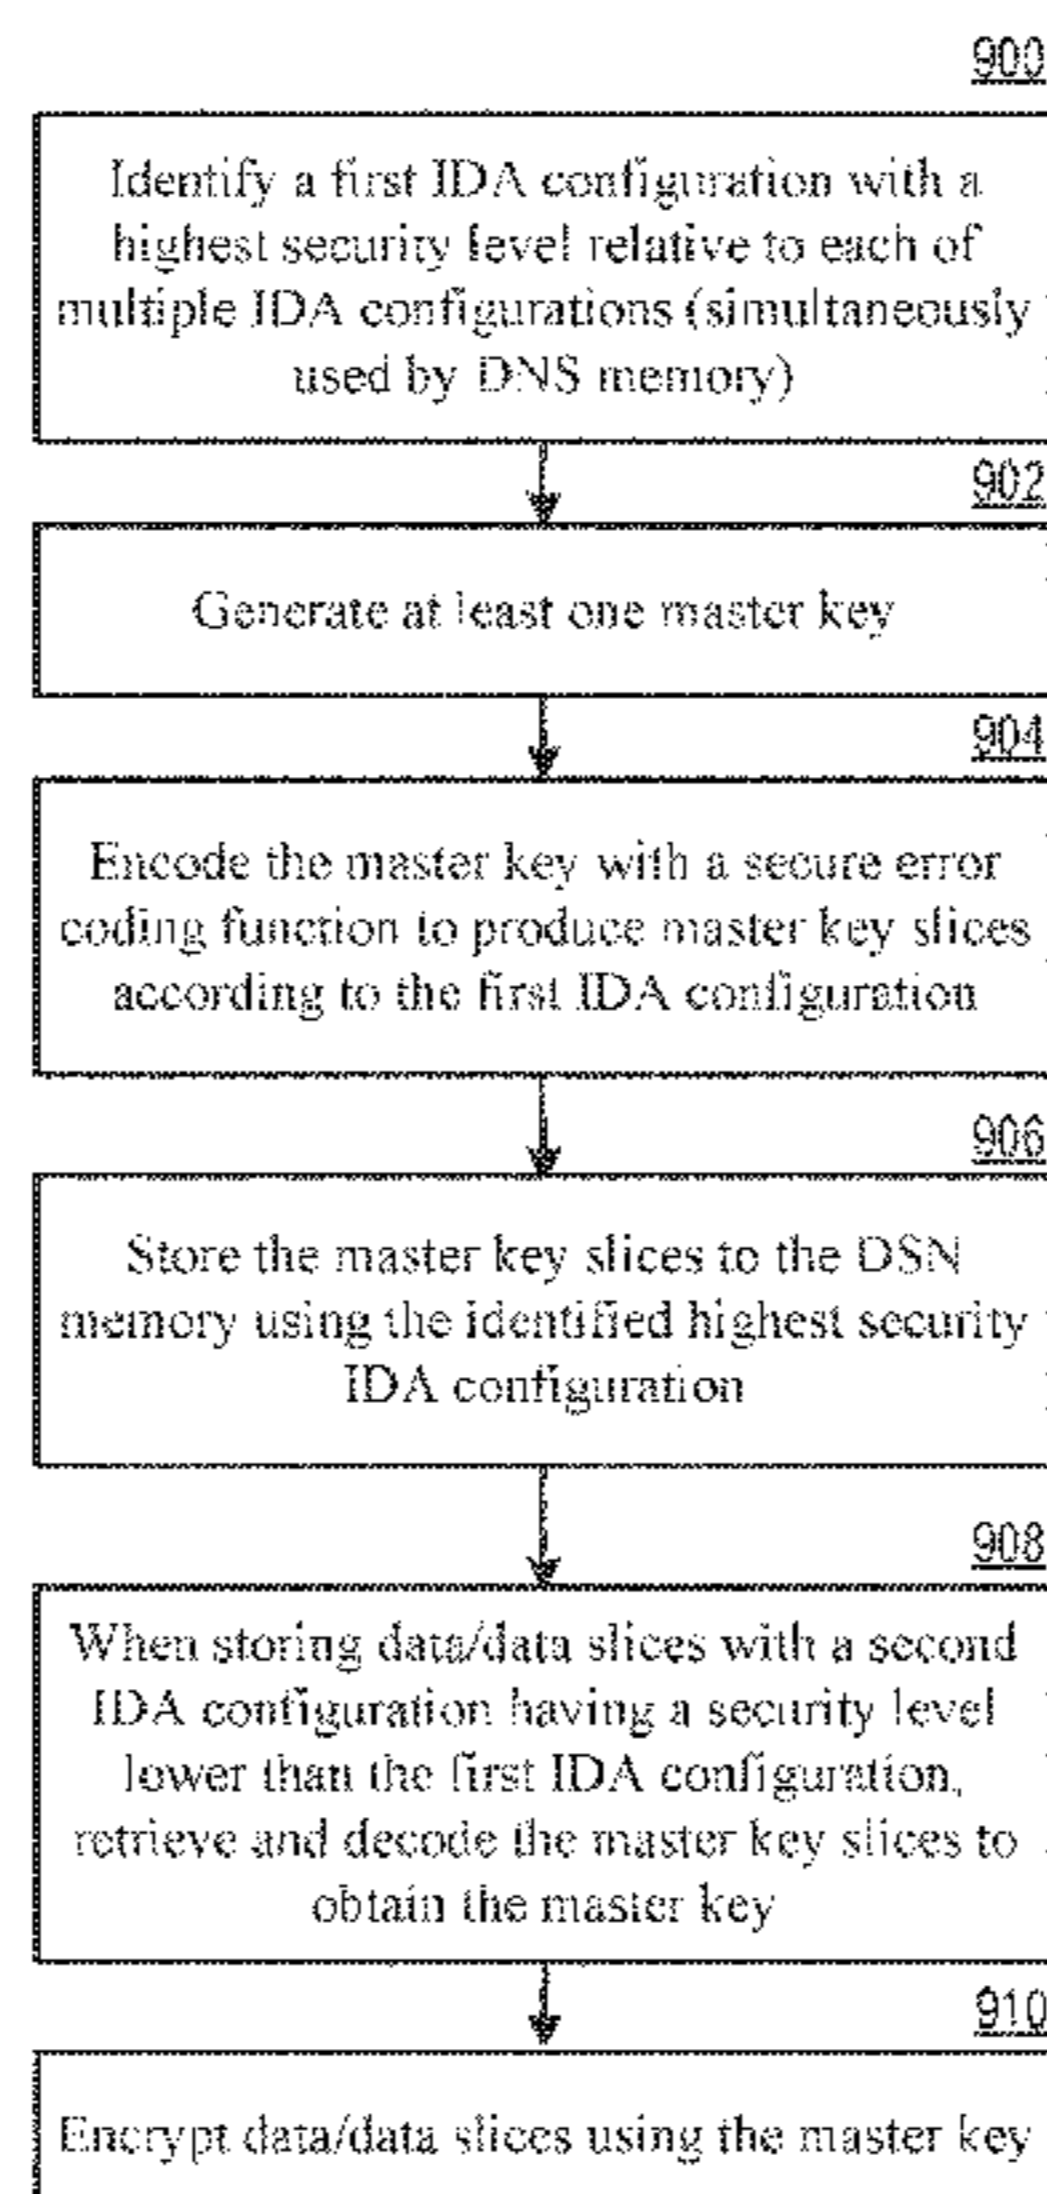 900
Identify a first IDA configuration with a
highest security level relative to each of
multiple IDA configurations (simultaneously
used by DNS memory)
902
Generate at least one master key
904
Encode the master key with a secure error
coding function to produce master key slices
according to the first IDA configuration
906
Store the master key slices to the DSN
memory using the identified highest security
IDA configuration
908
When storing data/data slices with a second
IDA configuration having a security level
lower than the first IDA configuration,
retrieve and decode the master key slices to
obtain the master key
910
Encrypt data/data slices using the master key